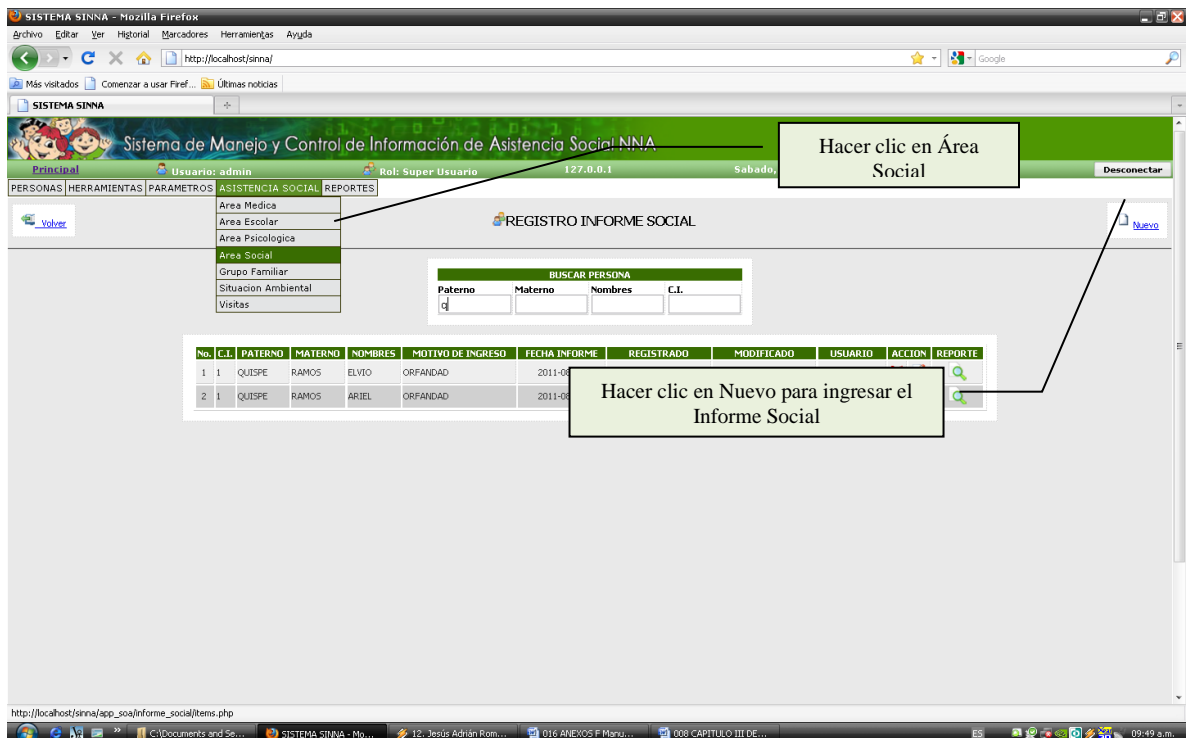 SISTEMA SINNA - Mozilla Firefox
Archivo Editar Ver Historial Marcadores Herramientas Ayuda
http://localhost/sinna/
Google
Más visitados Comenzar a usar Firef... Últimas noticias
SISTEMA SINNA
Sistema de Manejo y Control de Información de Asistencia Social NNA
Hacer clic en Área
Social
Principal Usuario: admin Rol: Super Usuario 127.0.0.1 Sabado, Desconectar
PERSONAS HERRAMIENTAS PARAMETROS ASISTENCIA SOCIAL REPORTES
Area Medica
Area Escolar
Area Psicologica
Area Social
Grupo Familiar
Situacion Ambiental
Visitas
Volver
REGISTRO INFORME SOCIAL
Nuevo
BUSCAR PERSONA
Paterno Materno Nombres C.I.
q
No. C.I. PATERNO MATERNO NOMBRES MOTIVO DE INGRESO FECHA INFORME REGISTRADO MODIFICADO USUARIO ACCION REPORTE
1 1 QUISPE RAMOS ELVIO ORFANDAD 2011-08
2 1 QUISPE RAMOS ARIEL ORFANDAD 2011-08
Hacer clic en Nuevo para ingresar el
Informe Social
http://localhost/sinna/app_soa/informe_social/items.php
C:\Documents and Se... SISTEMA SINNA - Mo... 12. Jesús Adrián Rom... 016 ANEXOS F Manu... 008 CAPITULO III DE... ES 09:49 a.m.